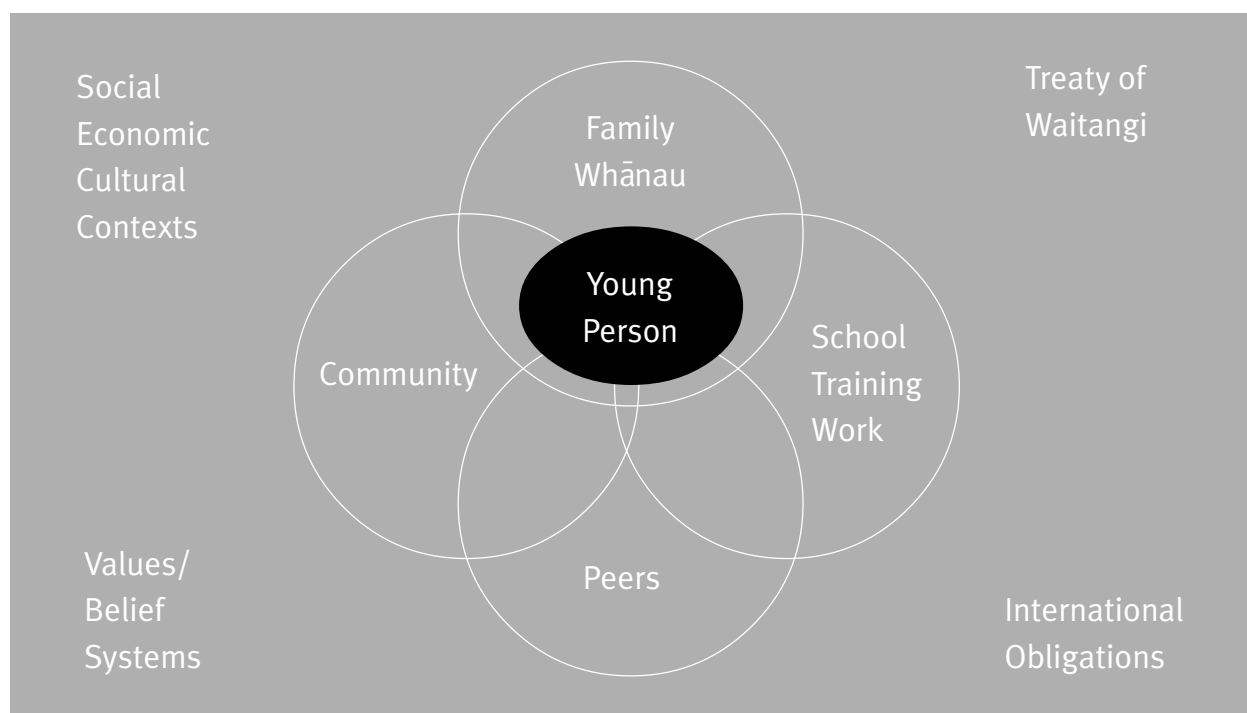 Social
Economic
Cultural
Contexts
Treaty of
Waitangi
Family
Whānau
Young
Person
Community
School
Training
Work
Peers
Values/
Belief
Systems
International
Obligations